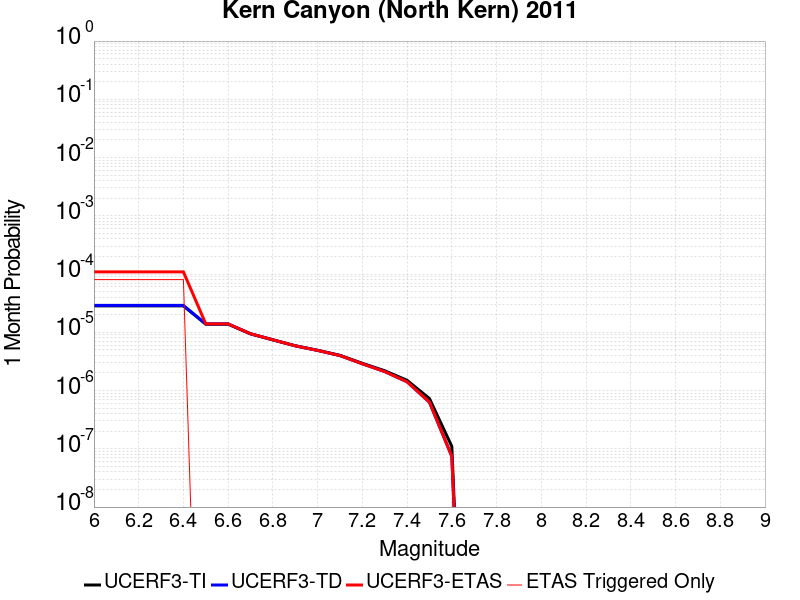 Kern Canyon (North Kern) 2011
1 Month Probability
10^0
10^-1
10^-2
10^-3
10^-4
10^-5
10^-6
10^-7
10^-8
6 6.2 6.4 6.6 6.8 7 7.2 7.4 7.6 7.8 8 8.2 8.4 8.6 8.8 9
Magnitude
UCERF3-TI UCERF3-TD UCERF3-ETAS ETAS Triggered Only